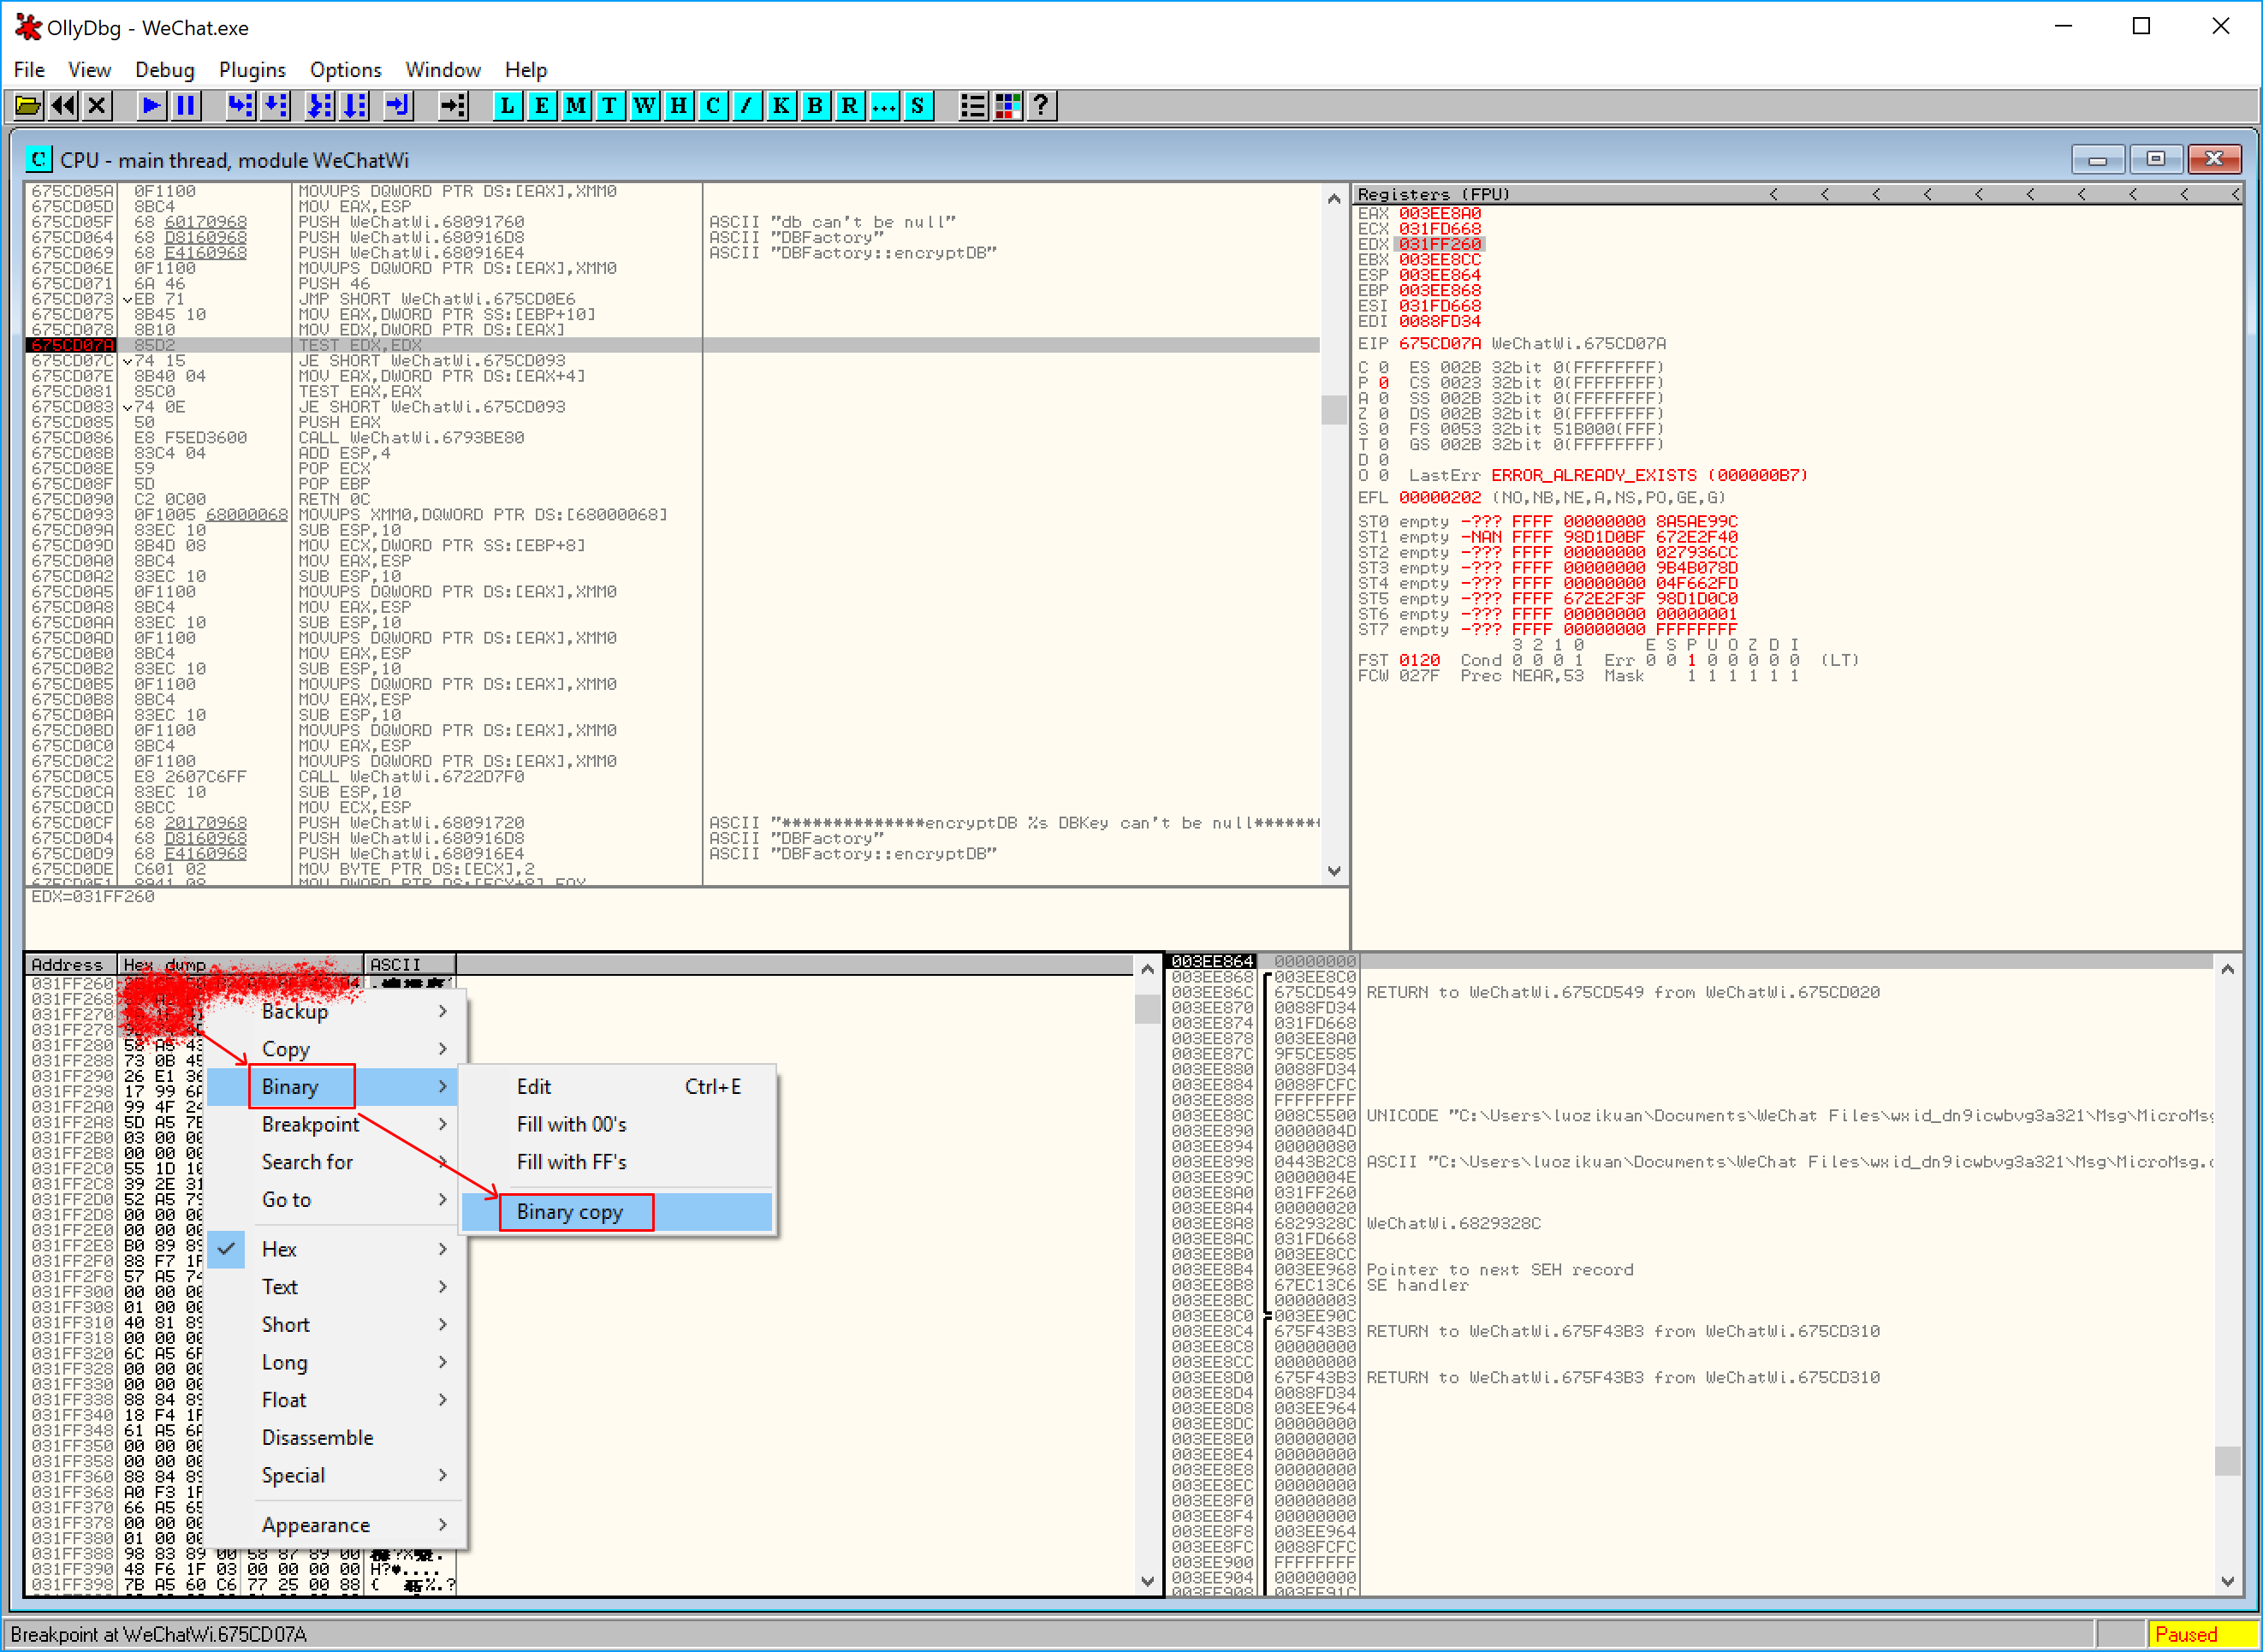 OllyDbg - WeChat.exe
File View Debug Plugins Options Window Help
L E M T W H C / K B R ... S ?
C CPU - main thread, module WeChatWi
675CD05A 0F1100 MOVUPS DQWORD PTR DS:[EAX],XMM0
675CD05D 8BC4 MOV EAX,ESP
675CD05F 68 60170968 PUSH WeChatWi.68091760 ASCII "db can't be null"
675CD064 68 D8160968 PUSH WeChatWi.680916D8 ASCII "DBFactory"
675CD069 68 E4160968 PUSH WeChatWi.680916E4 ASCII "DBFactory::encryptDB"
675CD06E 0F1100 MOVUPS DQWORD PTR DS:[EAX],XMM0
675CD071 6A 46 PUSH 46
675CD073 EB 71 JMP SHORT WeChatWi.675CD0E6
675CD075 8B45 10 MOV EAX,DWORD PTR SS:[EBP+10]
675CD078 8B10 MOV EDX,DWORD PTR DS:[EAX]
675CD07A 85D2 TEST EDX,EDX
675CD07C 74 15 JE SHORT WeChatWi.675CD093
675CD07E 8B40 04 MOV EAX,DWORD PTR DS:[EAX+4]
675CD081 85C0 TEST EAX,EAX
675CD083 74 0E JE SHORT WeChatWi.675CD093
675CD085 50 PUSH EAX
675CD086 E8 F5ED3600 CALL WeChatWi.6793BE80
675CD08B 83C4 04 ADD ESP,4
675CD08E 59 POP ECX
675CD08F 5D POP EBP
675CD090 C2 0C00 RETN 0C
675CD093 0F1005 68000068 MOVUPS XMM0,DQWORD PTR DS:[68000068]
675CD09A 83EC 10 SUB ESP,10
675CD09D 8B4D 08 MOV ECX,DWORD PTR SS:[EBP+8]
675CD0A0 8BC4 MOV EAX,ESP
675CD0A2 83EC 10 SUB ESP,10
675CD0A5 0F1100 MOVUPS DQWORD PTR DS:[EAX],XMM0
675CD0A8 8BC4 MOV EAX,ESP
675CD0AA 83EC 10 SUB ESP,10
675CD0AD 0F1100 MOVUPS DQWORD PTR DS:[EAX],XMM0
675CD0B0 8BC4 MOV EAX,ESP
675CD0B2 83EC 10 SUB ESP,10
675CD0B5 0F1100 MOVUPS DQWORD PTR DS:[EAX],XMM0
675CD0B8 8BC4 MOV EAX,ESP
675CD0BA 83EC 10 SUB ESP,10
675CD0BD 0F1100 MOVUPS DQWORD PTR DS:[EAX],XMM0
675CD0C0 8BC4 MOV EAX,ESP
675CD0C2 0F1100 MOVUPS DQWORD PTR DS:[EAX],XMM0
675CD0C5 E8 2607C6FF CALL WeChatWi.6722D7F0
675CD0CA 83EC 10 SUB ESP,10
675CD0CD 8BCC MOV ECX,ESP
675CD0CF 68 20170968 PUSH WeChatWi.68091720 ASCII "**************encryptDB %s DBKey can't be null*******
675CD0D4 68 D8160968 PUSH WeChatWi.680916D8 ASCII "DBFactory"
675CD0D9 68 E4160968 PUSH WeChatWi.680916E4 ASCII "DBFactory::encryptDB"
675CD0DE C601 02 MOV BYTE PTR DS:[ECX],2
EDX=031FF260
Registers (FPU) < < < < < < < < < <
EAX 003EE8A0
ECX 031FD668
EDX 031FF260
EBX 003EE8CC
ESP 003EE864
EBP 003EE868
ESI 031FD668
EDI 0088FD34
EIP 675CD07A WeChatWi.675CD07A
C 0 ES 002B 32bit 0(FFFFFFFF)
P 0 CS 0023 32bit 0(FFFFFFFF)
A 0 SS 002B 32bit 0(FFFFFFFF)
Z 0 DS 002B 32bit 0(FFFFFFFF)
S 0 FS 0053 32bit 51B000(FFF)
T 0 GS 002B 32bit 0(FFFFFFFF)
D 0
O 0 LastErr ERROR_ALREADY_EXISTS (000000B7)
EFL 00000202 (NO,NB,NE,A,NS,PO,GE,G)
ST0 empty -??? FFFF 00000000 8A5AE99C
ST1 empty -NAN FFFF 98D1D0BF 672E2F40
ST2 empty -??? FFFF 00000000 027936CC
ST3 empty -??? FFFF 00000000 9B4B078D
ST4 empty -??? FFFF 00000000 04F662FD
ST5 empty -??? FFFF 672E2F3F 98D1D0C0
ST6 empty -??? FFFF 00000000 00000001
ST7 empty -??? FFFF 00000000 FFFFFFFF
3 2 1 0 E S P U O Z D I
FST 0120 Cond 0 0 0 1 Err 0 0 1 0 0 0 0 0 (LT)
FCW 027F Prec NEAR,53 Mask 1 1 1 1 1 1
Address Hex dump ASCII
031FF260
031FF268
031FF270
031FF278
031FF280 58 A5 43
031FF288 73 0B 45
031FF290 26 E1 36
031FF298 17 99 6A
031FF2A0 99 4F 24
031FF2A8 5D A5 7B
031FF2B0 03 00 00
031FF2B8 00 00 00
031FF2C0 55 1D 10
031FF2C8 39 2E 31
031FF2D0 52 A5 79
031FF2D8 00 00 00
031FF2E0 00 00 00
031FF2E8 B0 89 89
031FF2F0 88 F7 1F
031FF2F8 57 A5 74
031FF300 00 00 00
031FF308 01 00 00
031FF310 40 81 89
031FF318 00 00 00
031FF320 6C A5 6F
031FF328 00 00 00
031FF330 00 00 00
031FF338 88 84 89
031FF340 18 F4 1F
031FF348 61 A5 6A
031FF350 00 00 00
031FF358 00 00 00
031FF360 88 84 89
031FF368 A0 F3 1F
031FF370 66 A5 65
031FF378 00 00 00
031FF380 01 00 00
031FF388 98 83 89 00 58 87 89 00
031FF390 48 F6 1F 03 00 00 00 00 H?♥....
031FF398 7B A5 60 C6 77 25 00 88
Backup
Copy
Binary
Breakpoint
Search for
Go to
Hex
Text
Short
Long
Float
Disassemble
Special
Appearance
Edit Ctrl+E
Fill with 00's
Fill with FF's
Binary copy
003EE864 00000000
003EE868 003EE8C0
003EE86C 675CD549 RETURN to WeChatWi.675CD549 from WeChatWi.675CD020
003EE870 0088FD34
003EE874 031FD668
003EE878 003EE8A0
003EE87C 9F5CE585
003EE880 0088FD34
003EE884 0088FCFC
003EE888 FFFFFFFF
003EE88C 008C5500 UNICODE "C:\Users\luozikuan\Documents\WeChat Files\wxid_dn9icwbvg3a321\Msg\MicroMsg
003EE890 0000004D
003EE894 00000080
003EE898 0443B2C8 ASCII "C:\Users\luozikuan\Documents\WeChat Files\wxid_dn9icwbvg3a321\Msg\MicroMsg.
003EE89C 0000004E
003EE8A0 031FF260
003EE8A4 00000020
003EE8A8 6829328C WeChatWi.6829328C
003EE8AC 031FD668
003EE8B0 003EE8CC
003EE8B4 003EE968 Pointer to next SEH record
003EE8B8 67EC13C6 SE handler
003EE8BC 00000003
003EE8C0 003EE90C
003EE8C4 675F43B3 RETURN to WeChatWi.675F43B3 from WeChatWi.675CD310
003EE8C8 00000000
003EE8CC 00000000
003EE8D0 675F43B3 RETURN to WeChatWi.675F43B3 from WeChatWi.675CD310
003EE8D4 0088FD34
003EE8D8 003EE964
003EE8DC 00000000
003EE8E0 00000000
003EE8E4 00000000
003EE8E8 00000000
003EE8EC 00000000
003EE8F0 00000000
003EE8F4 00000000
003EE8F8 003EE964
003EE8FC 0088FCFC
003EE900 FFFFFFFF
003EE904 00000000
003EE908 003EE91C
Breakpoint at WeChatWi.675CD07A
Paused